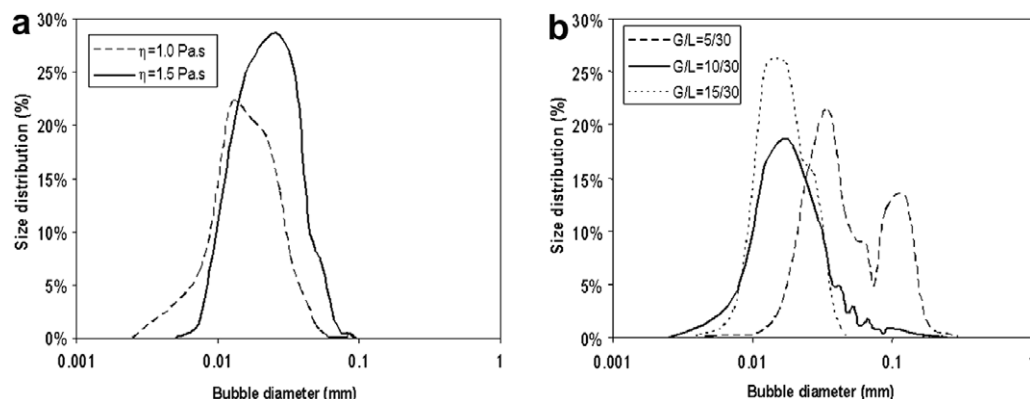 a
30%
25%
20%
15%
10%
5%
0%
Size distribution (%)
η=1.0 Pa.s
η=1.5 Pa.s
0.001 0.01 0.1 1
Bubble diameter (mm)
b
30%
25%
20%
15%
10%
5%
0%
Size distribution (%)
G/L=5/30
G/L=10/30
G/L=15/30
0.001 0.01 0.1 1
Bubble diameter (mm)